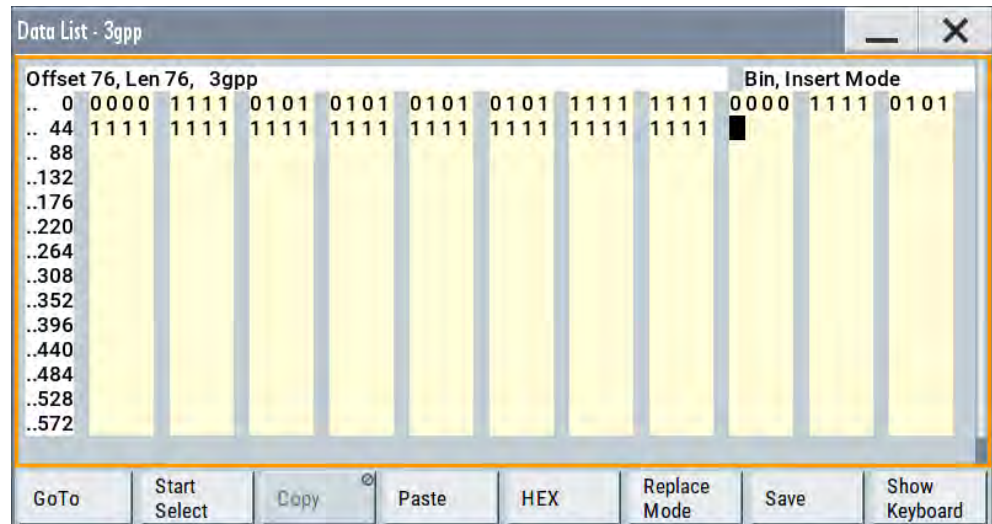 Data List - 3gpp
Offset 76, Len 76, 3gpp Bin, Insert Mode
.. 0 0000 1111 0101 0101 0101 0101 1111 1111 0000 1111 0101
.. 44 1111 1111 1111 1111 1111 1111 1111 1111
.. 88
..132
..176
..220
..264
..308
..352
..396
..440
..484
..528
..572
GoTo Start Select Copy Paste HEX Replace Mode Save Show Keyboard